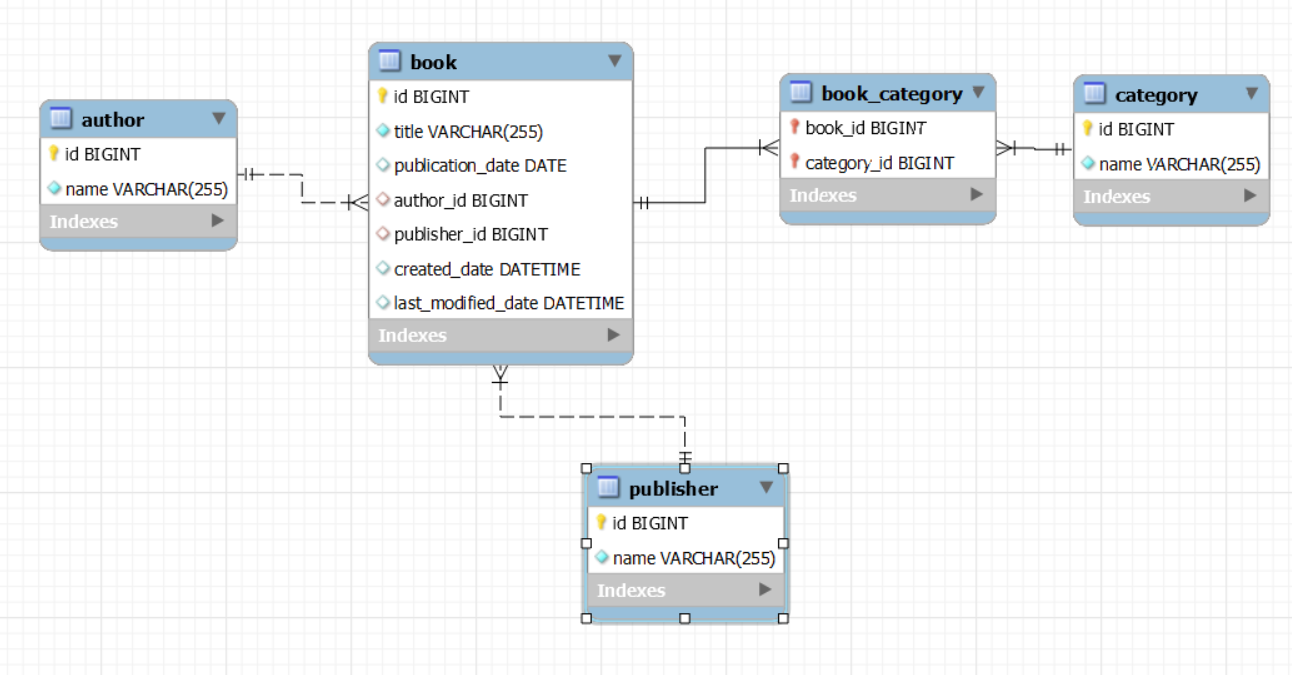 author
id BIGINT
name VARCHAR(255)
Indexes
book
id BIGINT
title VARCHAR(255)
publication_date DATE
author_id BIGINT
publisher_id BIGINT
created_date DATETIME
last_modified_date DATETIME
Indexes
book_category
book_id BIGINT
category_id BIGINT
Indexes
category
id BIGINT
name VARCHAR(255)
Indexes
publisher
id BIGINT
name VARCHAR(255)
Indexes